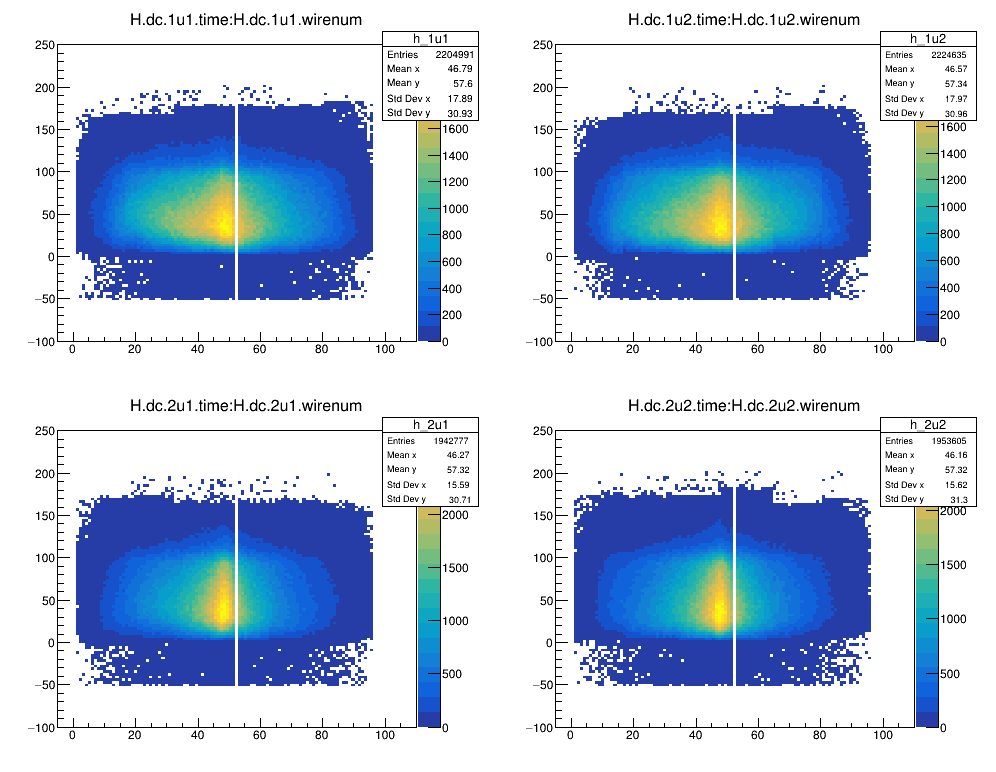 H.dc.1u1.time:H.dc.1u1.wirenum
h_1u1
Entries 2204991
Mean x 46.79
Mean y 57.6
Std Dev x 17.89
Std Dev y 30.93
250
200
150
100
50
0
−50
−100
0 20 40 60 80 100
1600
1400
1200
1000
800
600
400
200
0
H.dc.1u2.time:H.dc.1u2.wirenum
h_1u2
Entries 2224635
Mean x 46.57
Mean y 57.34
Std Dev x 17.97
Std Dev y 30.96
250
200
150
100
50
0
−50
−100
0 20 40 60 80 100
1600
1400
1200
1000
800
600
400
200
0
H.dc.2u1.time:H.dc.2u1.wirenum
h_2u1
Entries 1942777
Mean x 46.27
Mean y 57.32
Std Dev x 15.59
Std Dev y 30.71
250
200
150
100
50
0
−50
−100
0 20 40 60 80 100
2000
1500
1000
500
0
H.dc.2u2.time:H.dc.2u2.wirenum
h_2u2
Entries 1953605
Mean x 46.16
Mean y 57.32
Std Dev x 15.62
Std Dev y 31.3
250
200
150
100
50
0
−50
−100
0 20 40 60 80 100
2000
1500
1000
500
0